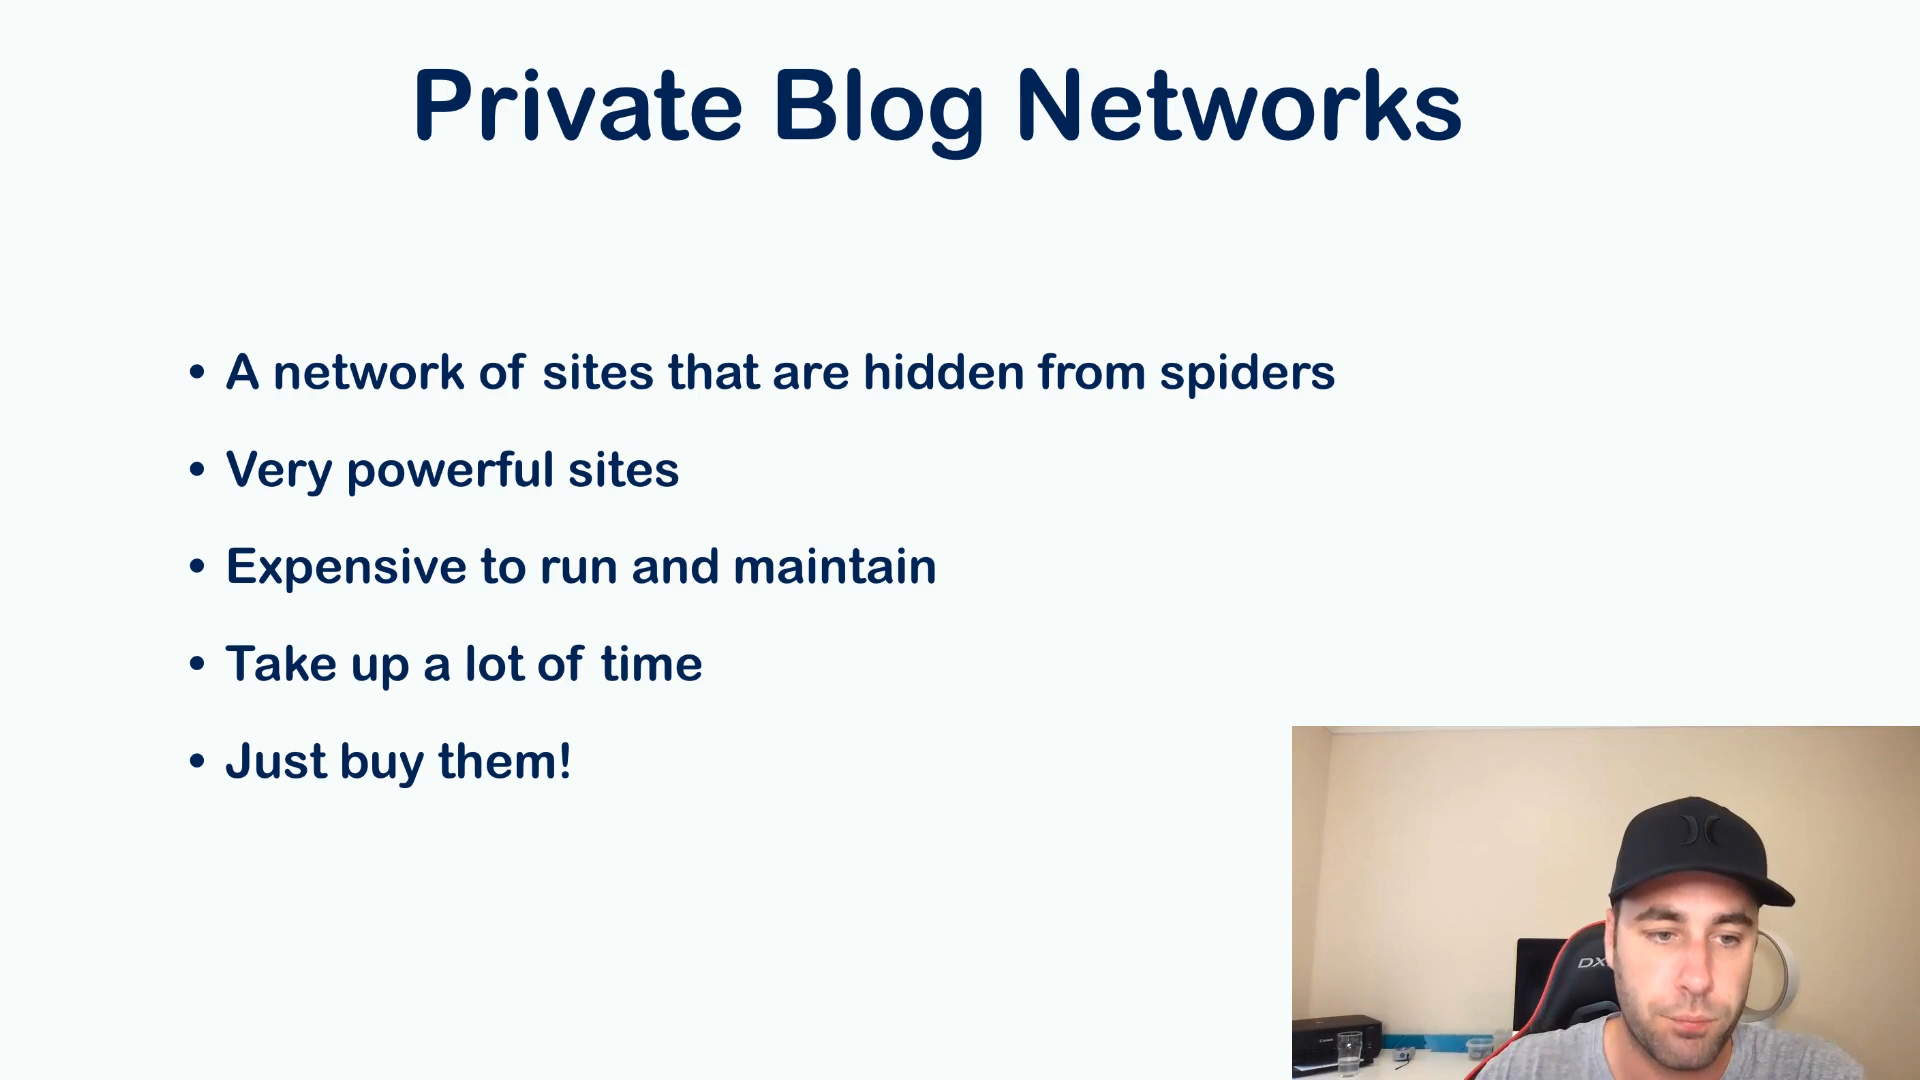 Private Blog Networks
• A network of sites that are hidden from spiders
• Very powerful sites
• Expensive to run and maintain
• Take up a lot of time
• Just buy them!
DX